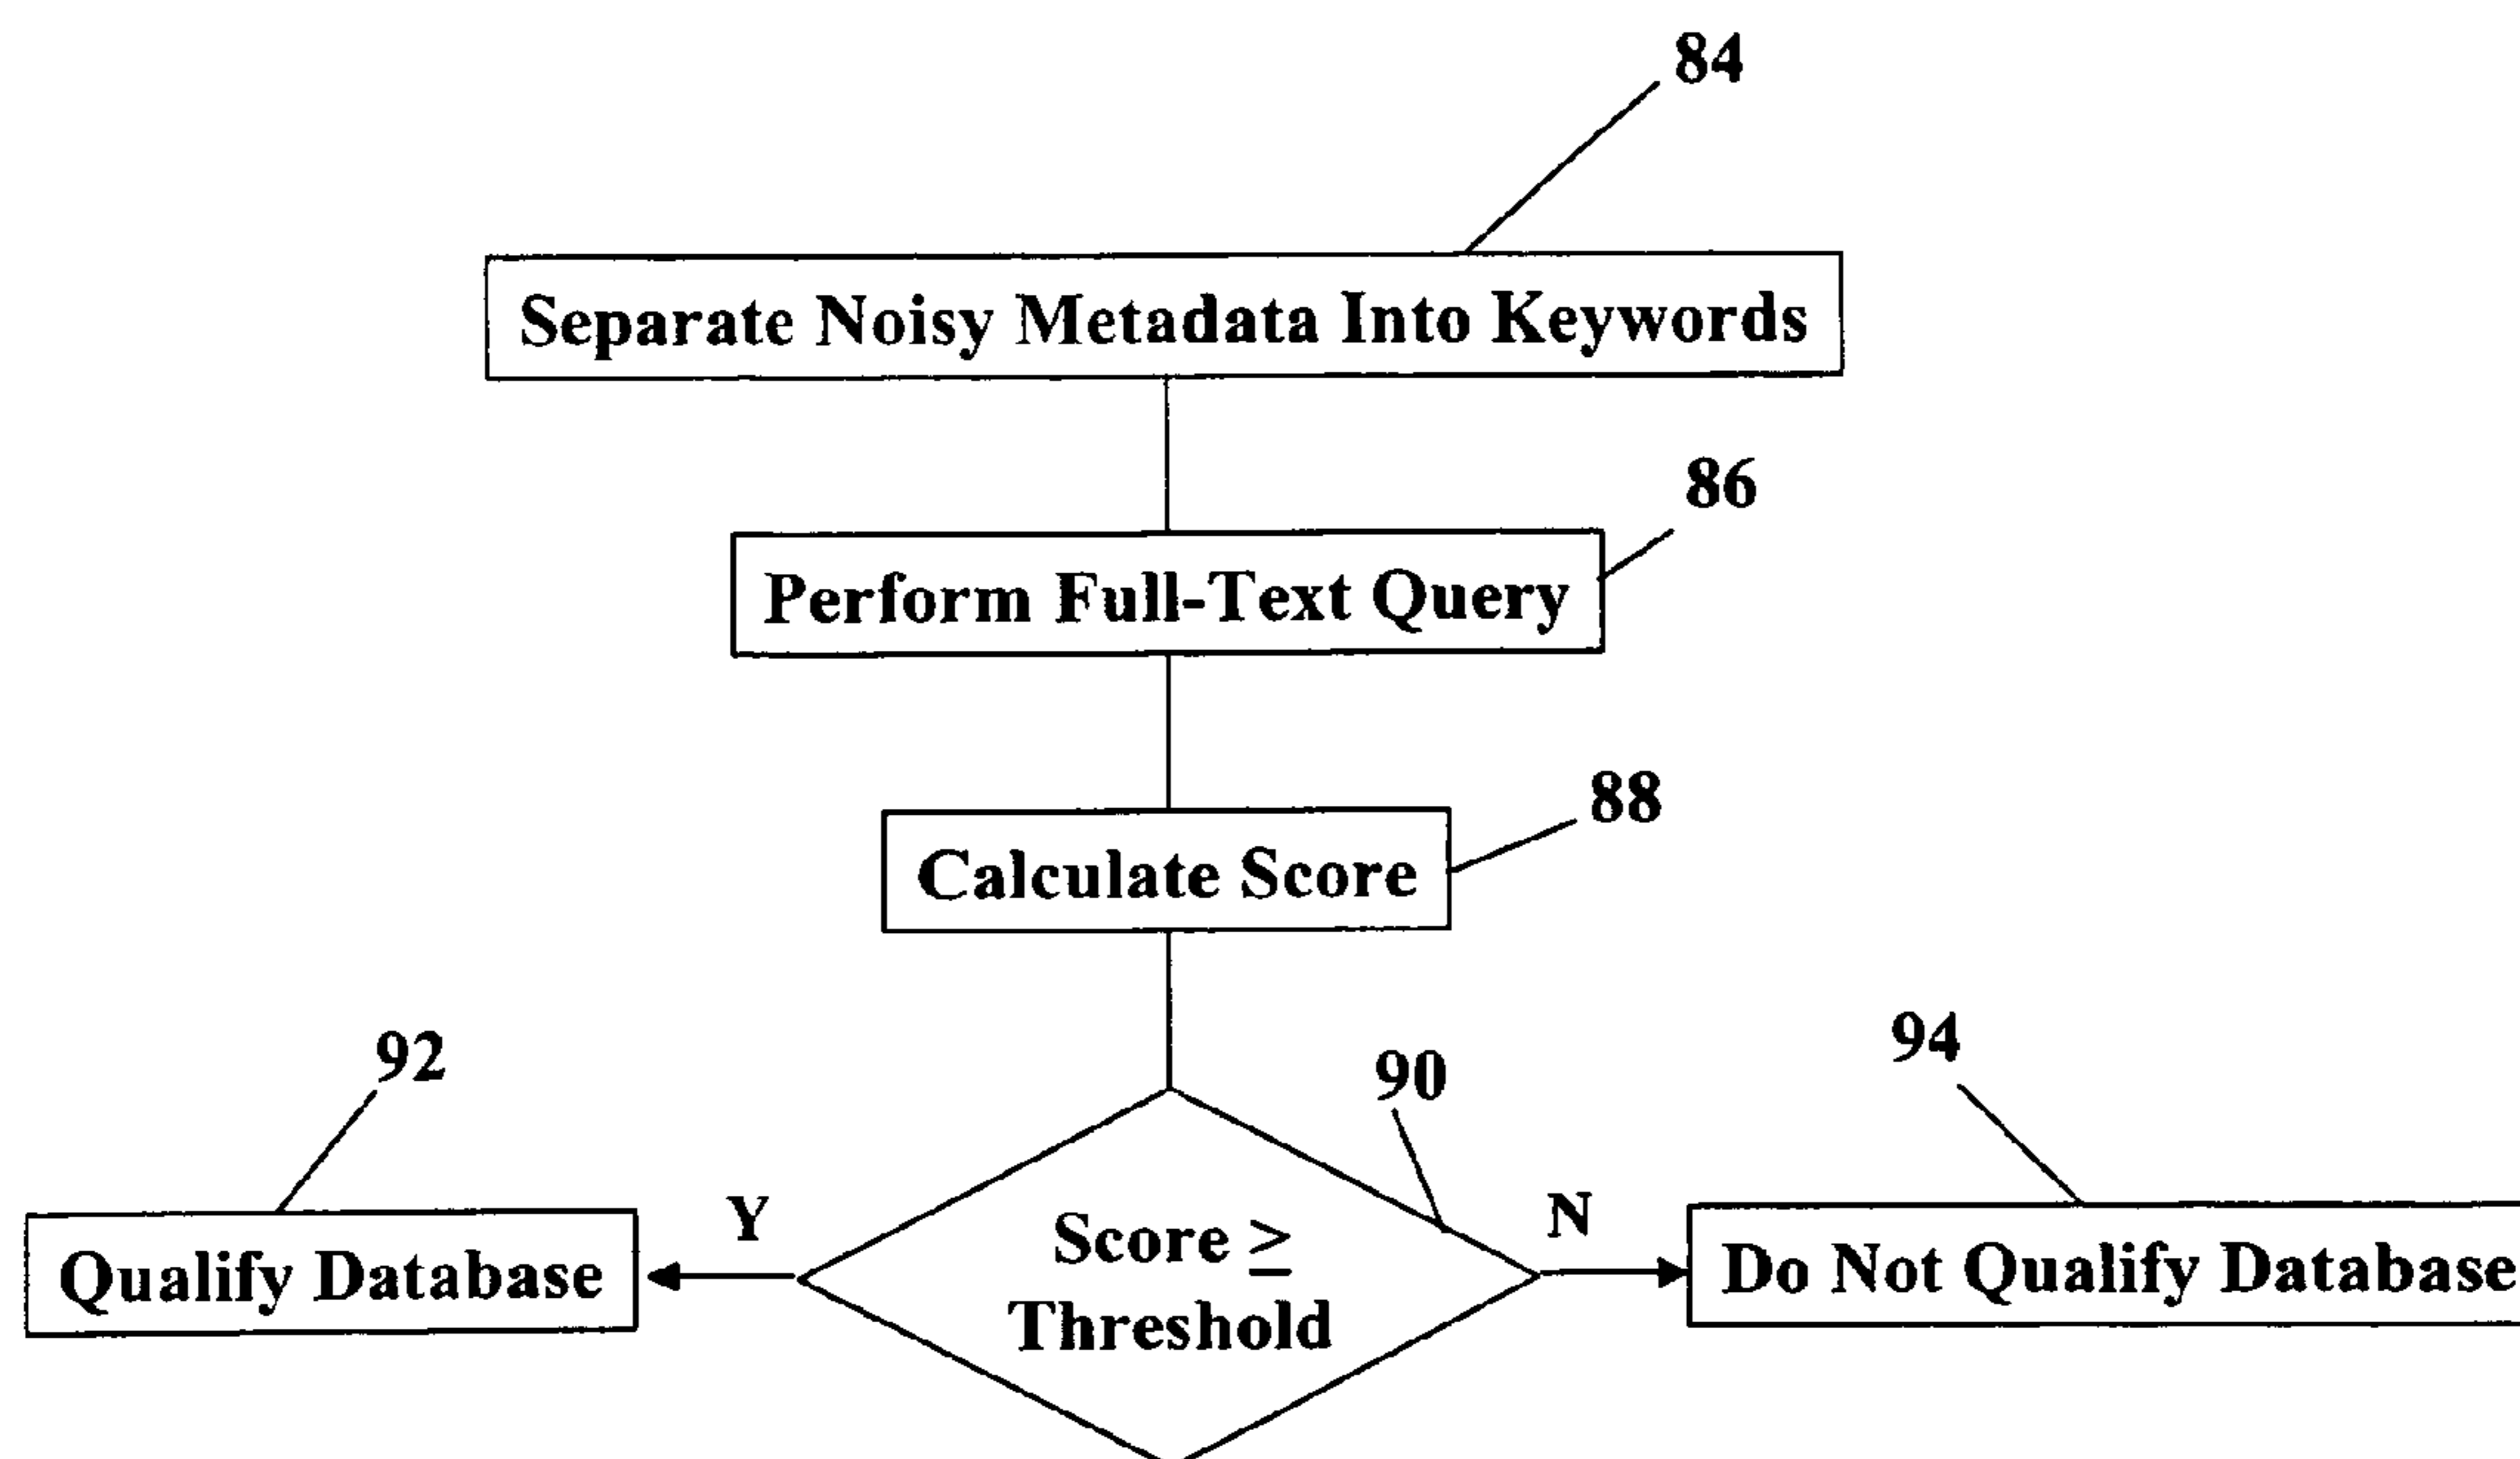 84
Separate Noisy Metadata Into Keywords
86
Perform Full-Text Query
88
Calculate Score
92
90
94
Y
N
Qualify Database
Score ≥
Threshold
Do Not Qualify Database